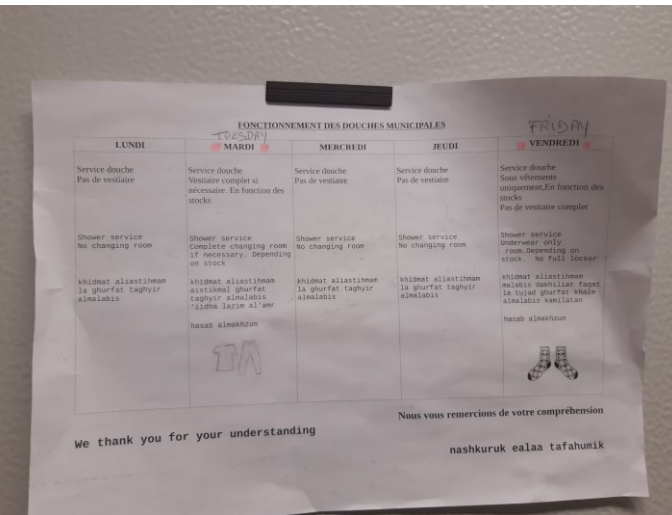 FONCTIONNEMENT DES DOUCHES MUNICIPALES
TUESDAY
FRIDAY
LUNDI
MARDI
MERCREDI
JEUDI
VENDREDI
Service douche
Pas de vestiaire
Service douche
Vestiaire complet si
nécessaire. En fonction des
stocks
Service douche
Pas de vestiaire
Service douche
Pas de vestiaire
Service douche
Sous vêtements
uniquement,En fonction des
stocks
Pas de vestiaire complet
Shower service
No changing room
Shower service
Complete changing room
if necessary. Depending
on stock
Shower service
No changing room
Shower service
No changing room
Shower service
Underwear only
room.Depending on
stock. No full locker
khidmat aliastihmam
la ghurfat taghyir
almalabis
khidmat aliastihmam
aistikmal ghurfat
taghyir almalabis
'iidha lazim al'amr
hasab almakhzun
khidmat aliastihmam
la ghurfat taghyir
almalabis
khidmat aliastihmam
la ghurfat taghyir
almalabis
khidmat aliastihmam
malabis dakhiliat faqat
la tujad ghurfat khale
almalabis kamilatan
hasab almakhzun
Nous vous remercions de votre compréhension
We thank you for your understanding
nashkuruk ealaa tafahumik